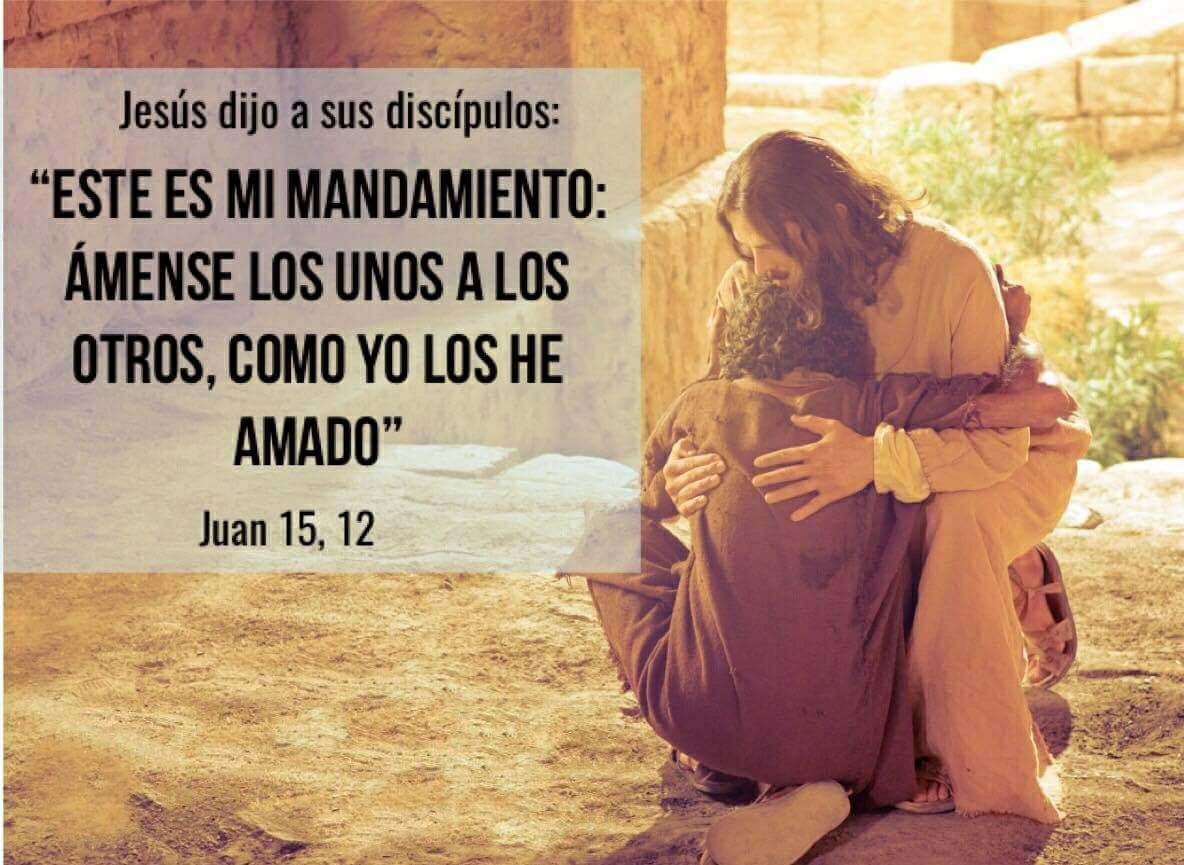 Jesús dijo a sus discípulos:
“ESTE ES MI MANDAMIENTO:
ÁMENSE LOS UNOS A LOS
OTROS, COMO YO LOS HE
AMADO”
Juan 15, 12